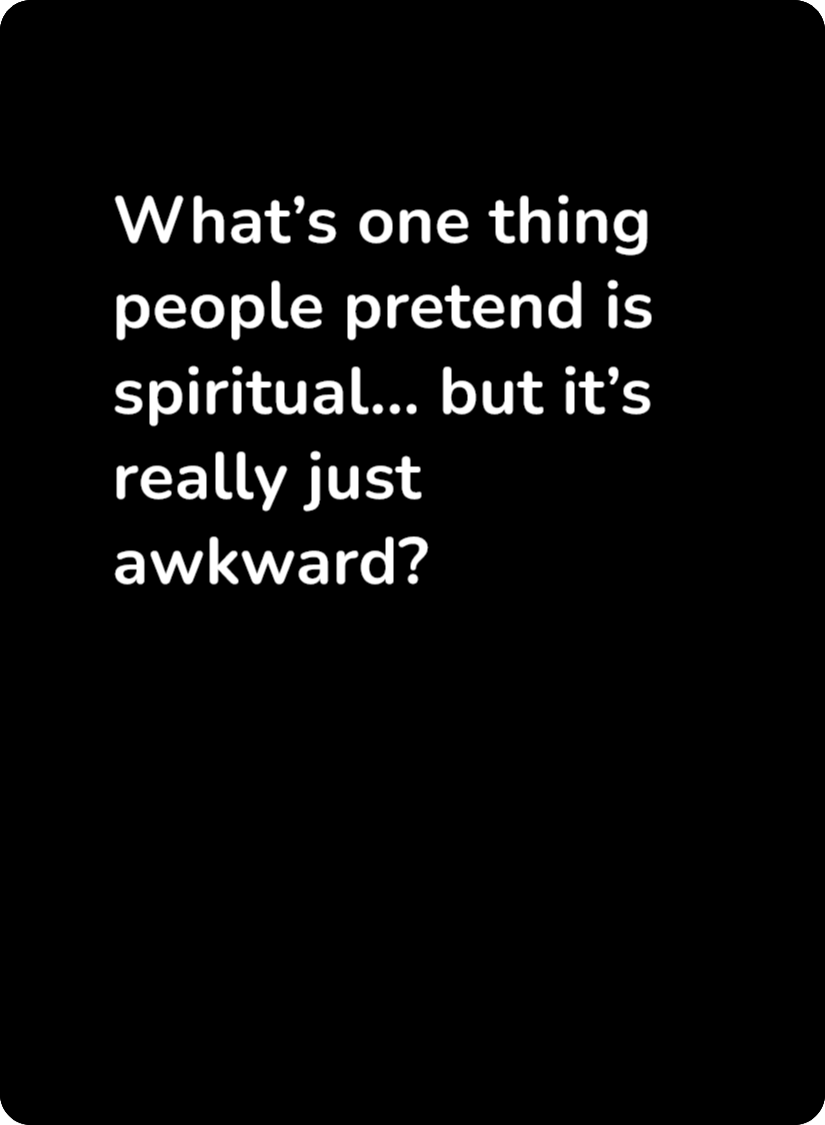 What’s one thing
people pretend is
spiritual... but it’s
really just
awkward?